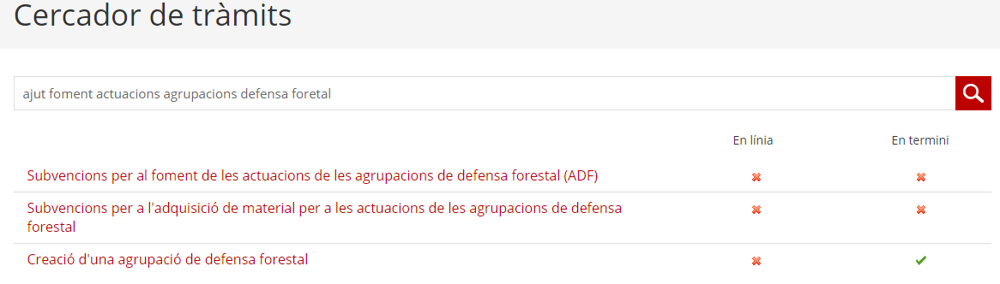 Cercador de tràmits
ajut foment actuacions agrupacions defensa foretal
En línia
En termini
Subvencions per al foment de les actuacions de les agrupacions de defensa forestal (ADF)
Subvencions per a l'adquisició de material per a les actuacions de les agrupacions de defensa
forestal
Creació d'una agrupació de defensa forestal